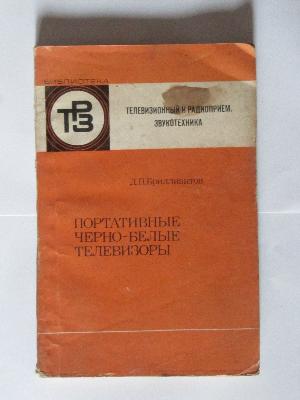 БИБЛИОТЕКА
ТРЗ
ТЕЛЕВИЗИОННЫЙ И РАДИОПРИЕМ.
ЗВУКОТЕХНИКА
Д.П.Бриллиантов
ПОРТАТИВНЫЕ
ЧЕРНО-БЕЛЫЕ
ТЕЛЕВИЗОРЫ